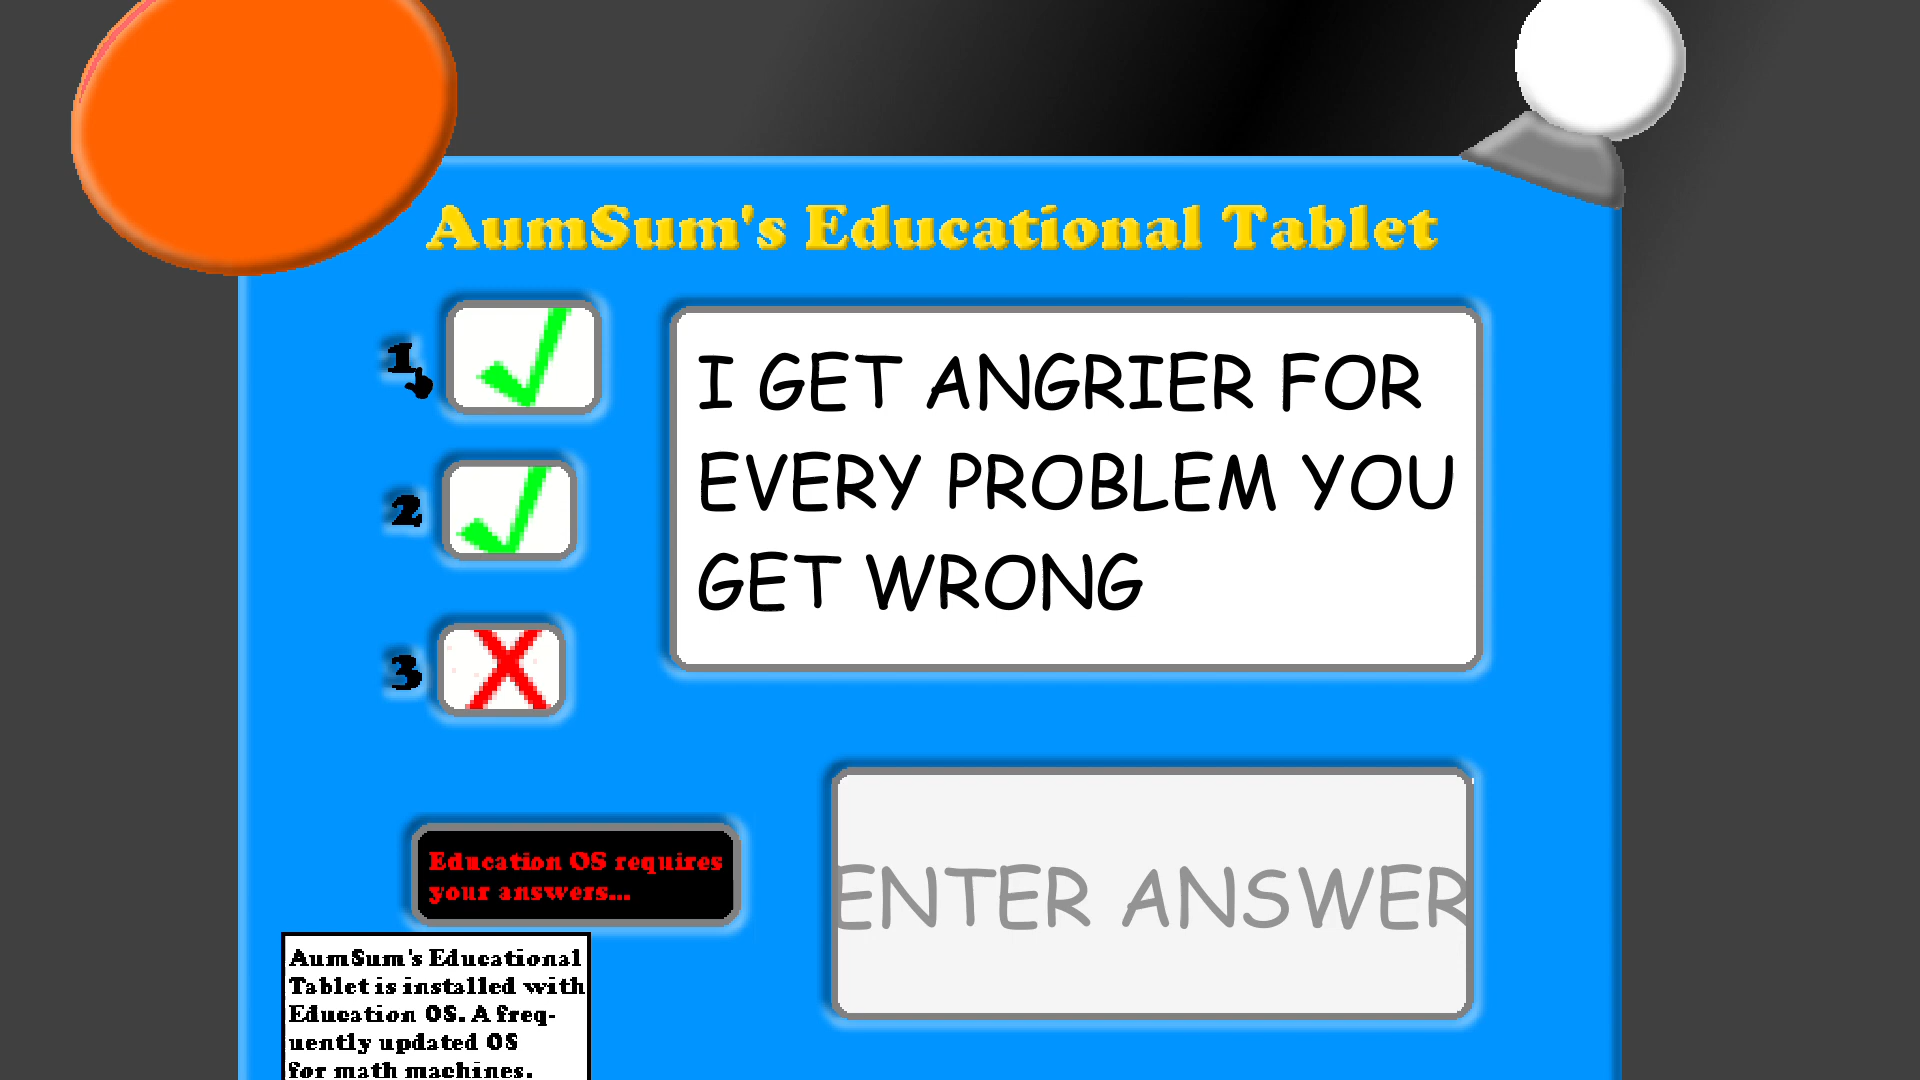 AumSum's Educational Tablet
1
I GET ANGRIER FOR
EVERY PROBLEM YOU
GET WRONG
2
3
Education OS requires
your answers...
ENTER ANSWER
AumSum's Educational
Tablet is installed with
Education OS. A freq-
uently updated OS
for math machines.